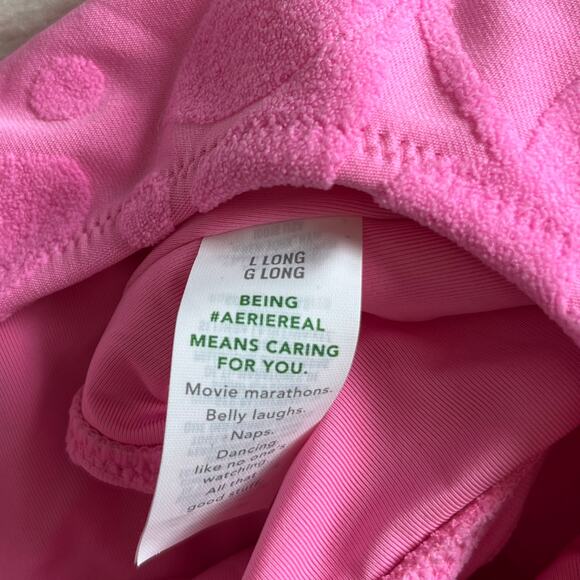 L LONG
G LONG
BEING
#AERIEREAL
MEANS CARING
FOR YOU.
Movie marathons.
Belly laughs.
Naps.
Dancing
like no one's
watching.
All that
good stuff.